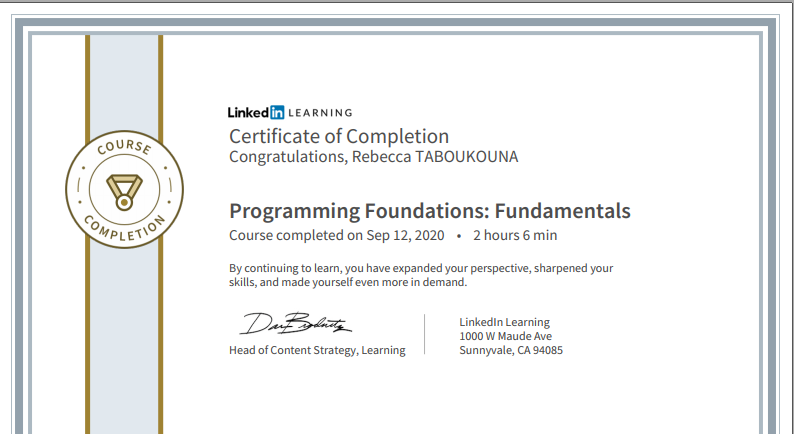 COURSE
COMPLETION
Linked in LEARNING
Certificate of Completion
Congratulations, Rebecca TABOUKOUNA
Programming Foundations: Fundamentals
Course completed on Sep 12, 2020 • 2 hours 6 min
By continuing to learn, you have expanded your perspective, sharpened your
skills, and made yourself even more in demand.
Head of Content Strategy, Learning
LinkedIn Learning
1000 W Maude Ave
Sunnyvale, CA 94085